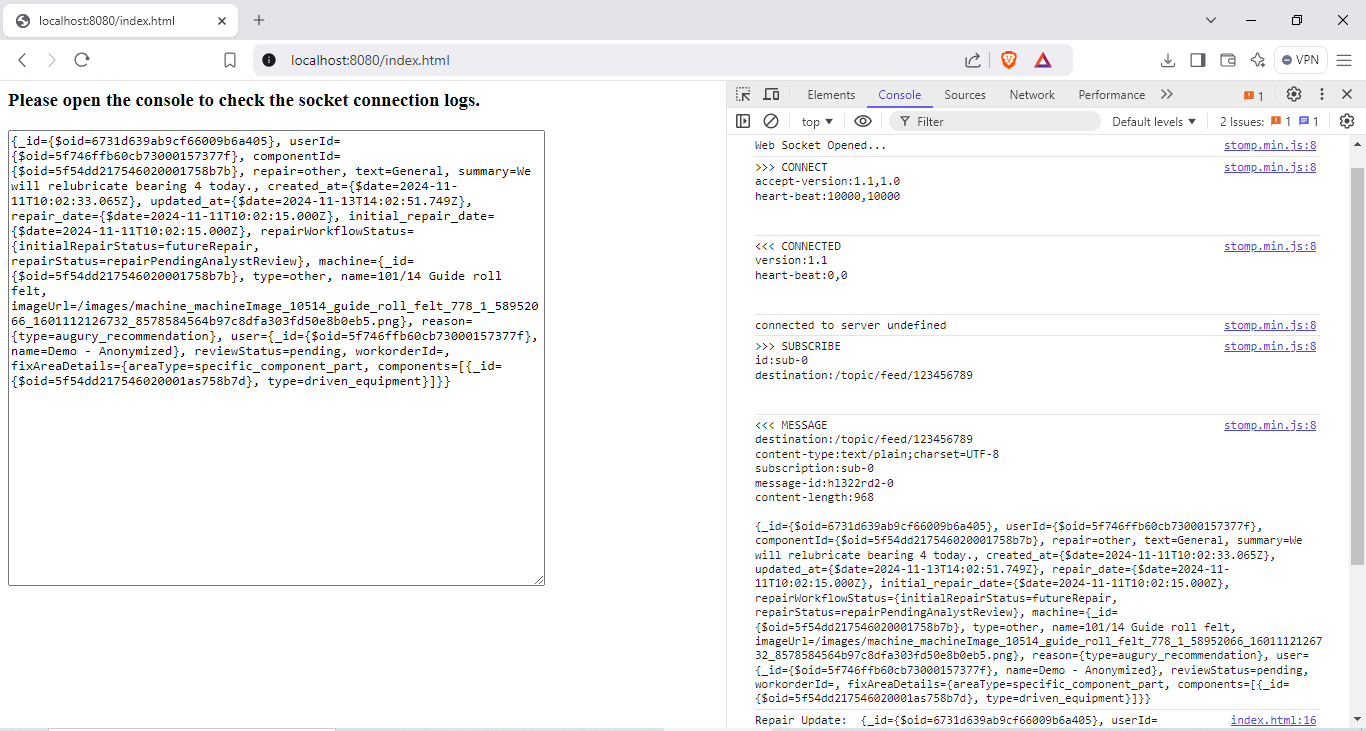 localhost:8080/index.html
localhost:8080/index.html
VPN
Please open the console to check the socket connection logs.
{_id={$oid=6731d639ab9cf66009b6a405}, userId=
{$oid=5f746ffb60cb73000157377f}, componentId=
{$oid=5f54dd217546020001758b7b}, repair=other, text=General, summary=We
will relubricate bearing 4 today., created_at={$date=2024-11-
11T10:02:33.065Z}, updated_at={$date=2024-11-13T14:02:51.749Z},
repair_date={$date=2024-11-11T10:02:15.000Z}, initial_repair_date=
{$date=2024-11-11T10:02:15.000Z}, repairWorkflowStatus=
{initialRepairStatus=futureRepair,
repairStatus=repairPendingAnalystReview}, machine={_id=
{$oid=5f54dd217546020001758b7b}, type=other, name=101/14 Guide roll
felt,
imageUrl=/images/machine_machineImage_10514_guide_roll_felt_778_1_589520
66_1601112126732_8578584564b97c8dfa303fd50e8b0eb5.png}, reason=
{type=augury_recommendation}, user={_id={$oid=5f746ffb60cb73000157377f},
name=Demo - Anonymized}, reviewStatus=pending, workorderId=,
fixAreaDetails={areaType=specific_component_part, components=[{_id=
{$oid=5f54dd217546020001as758b7d}, type=driven_equipment}]}}
Elements Console Sources Network Performance 1
top Filter Default levels 2 Issues: 1 1
Web Socket Opened... stomp.min.js:8
>>> CONNECT stomp.min.js:8
accept-version:1.1,1.0
heart-beat:10000,10000
<<< CONNECTED stomp.min.js:8
version:1.1
heart-beat:0,0
connected to server undefined stomp.min.js:8
>>> SUBSCRIBE stomp.min.js:8
id:sub-0
destination:/topic/feed/123456789
<<< MESSAGE stomp.min.js:8
destination:/topic/feed/123456789
content-type:text/plain;charset=UTF-8
subscription:sub-0
message-id:hl322rd2-0
content-length:968
{_id={$oid=6731d639ab9cf66009b6a405}, userId={$oid=5f746ffb60cb73000157377f},
componentId={$oid=5f54dd217546020001758b7b}, repair=other, text=General, summary=We
will relubricate bearing 4 today., created_at={$date=2024-11-11T10:02:33.065Z},
updated_at={$date=2024-11-13T14:02:51.749Z}, repair_date={$date=2024-11-
11T10:02:15.000Z}, initial_repair_date={$date=2024-11-11T10:02:15.000Z},
repairWorkflowStatus={initialRepairStatus=futureRepair,
repairStatus=repairPendingAnalystReview}, machine={_id=
{$oid=5f54dd217546020001758b7b}, type=other, name=101/14 Guide roll felt,
imageUrl=/images/machine_machineImage_10514_guide_roll_felt_778_1_58952066_16011121267
32_8578584564b97c8dfa303fd50e8b0eb5.png}, reason={type=augury_recommendation}, user=
{_id={$oid=5f746ffb60cb73000157377f}, name=Demo - Anonymized}, reviewStatus=pending,
workorderId=, fixAreaDetails={areaType=specific_component_part, components=[{_id=
{$oid=5f54dd217546020001as758b7d}, type=driven_equipment}]}}
Repair Update: {_id={$oid=6731d639ab9cf66009b6a405}, userId= index.html:16